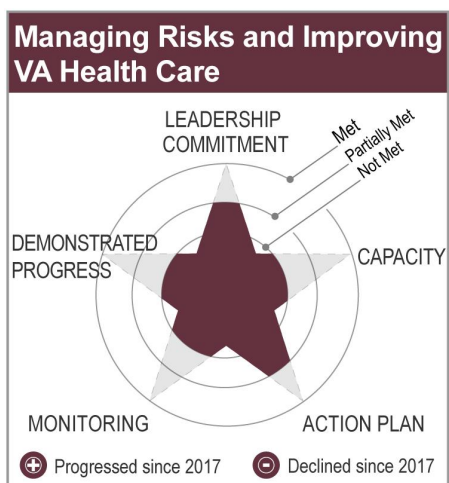 Managing Risks and Improving
VA Health Care
LEADERSHIP
COMMITMENT
Met
Partially Met
Not Met
DEMONSTRATED
PROGRESS
CAPACITY
MONITORING
ACTION PLAN
+ Progressed since 2017
- Declined since 2017